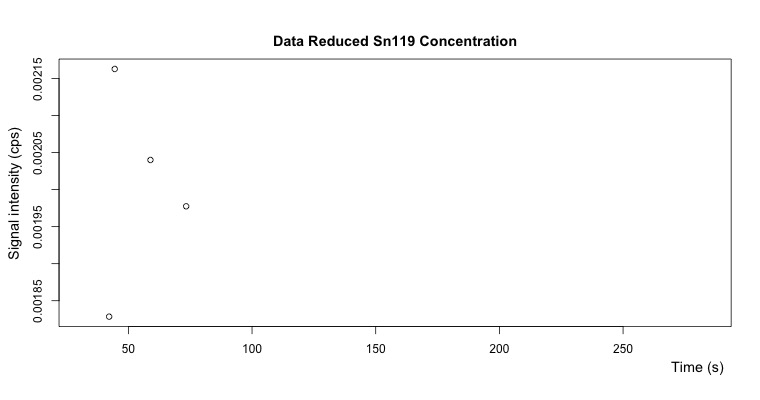 Data Reduced Sn119 Concentration
Signal intensity (cps)
0.00215
0.00205
0.00195
0.00185
50 100 150 200 250
Time (s)